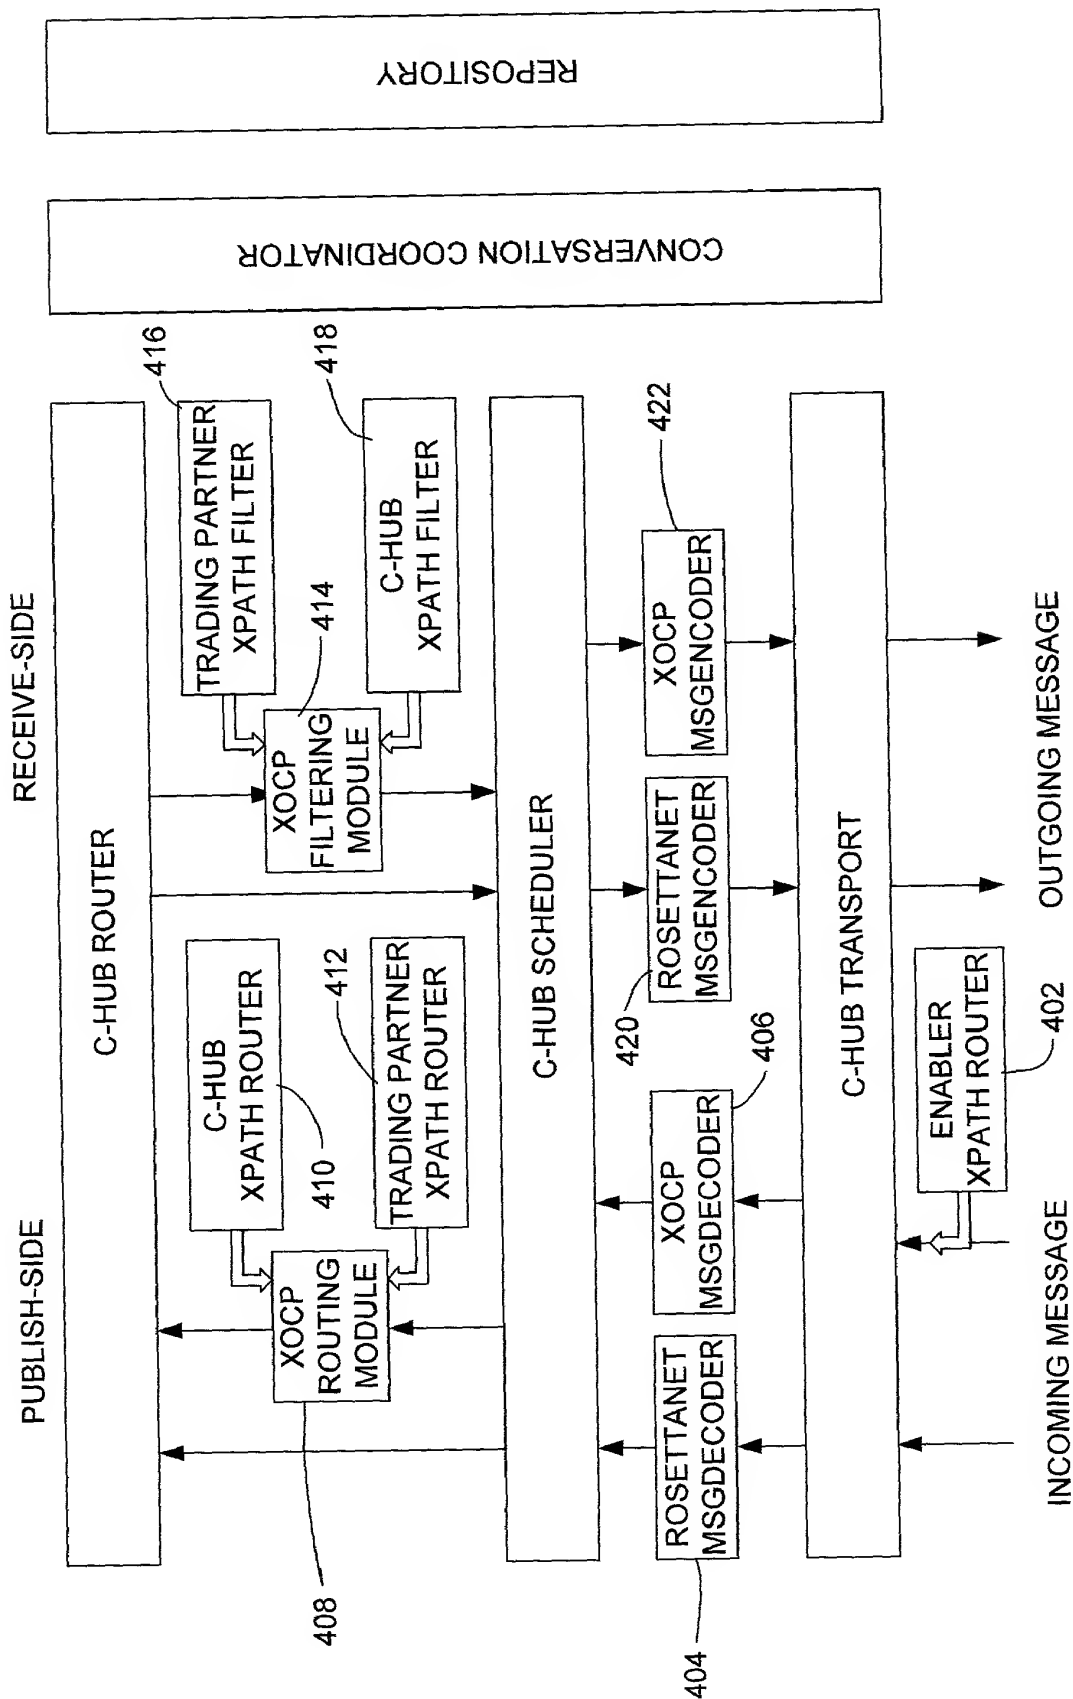 PUBLISH-SIDE
RECEIVE-SIDE
C-HUB ROUTER
408
XOCP
ROUTING
MODULE
C-HUB
XPATH ROUTER
410
412
TRADING PARTNER
XPATH ROUTER
XOCP
FILTERING
MODULE
414
TRADING PARTNER
XPATH FILTER
416
C-HUB
XPATH FILTER
418
C-HUB SCHEDULER
404
ROSETTANET
MSGDECODER
XOCP
MSGDECODER
406
420
ROSETTANET
MSGENCODER
XOCP
MSGENCODER
422
C-HUB TRANSPORT
ENABLER
XPATH ROUTER
402
INCOMING MESSAGE
OUTGOING MESSAGE
CONVERSATION COORDINATOR
REPOSITORY